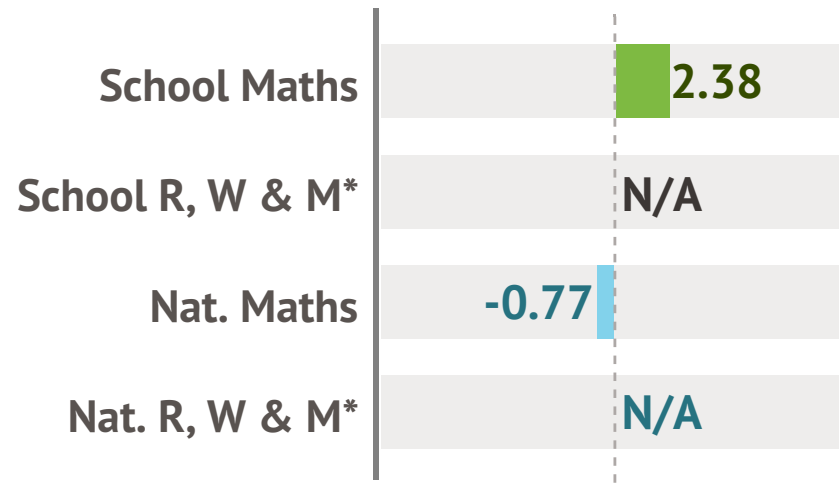 School Maths 2.38
School R, W & M* N/A
Nat. Maths -0.77
Nat. R, W & M* N/A